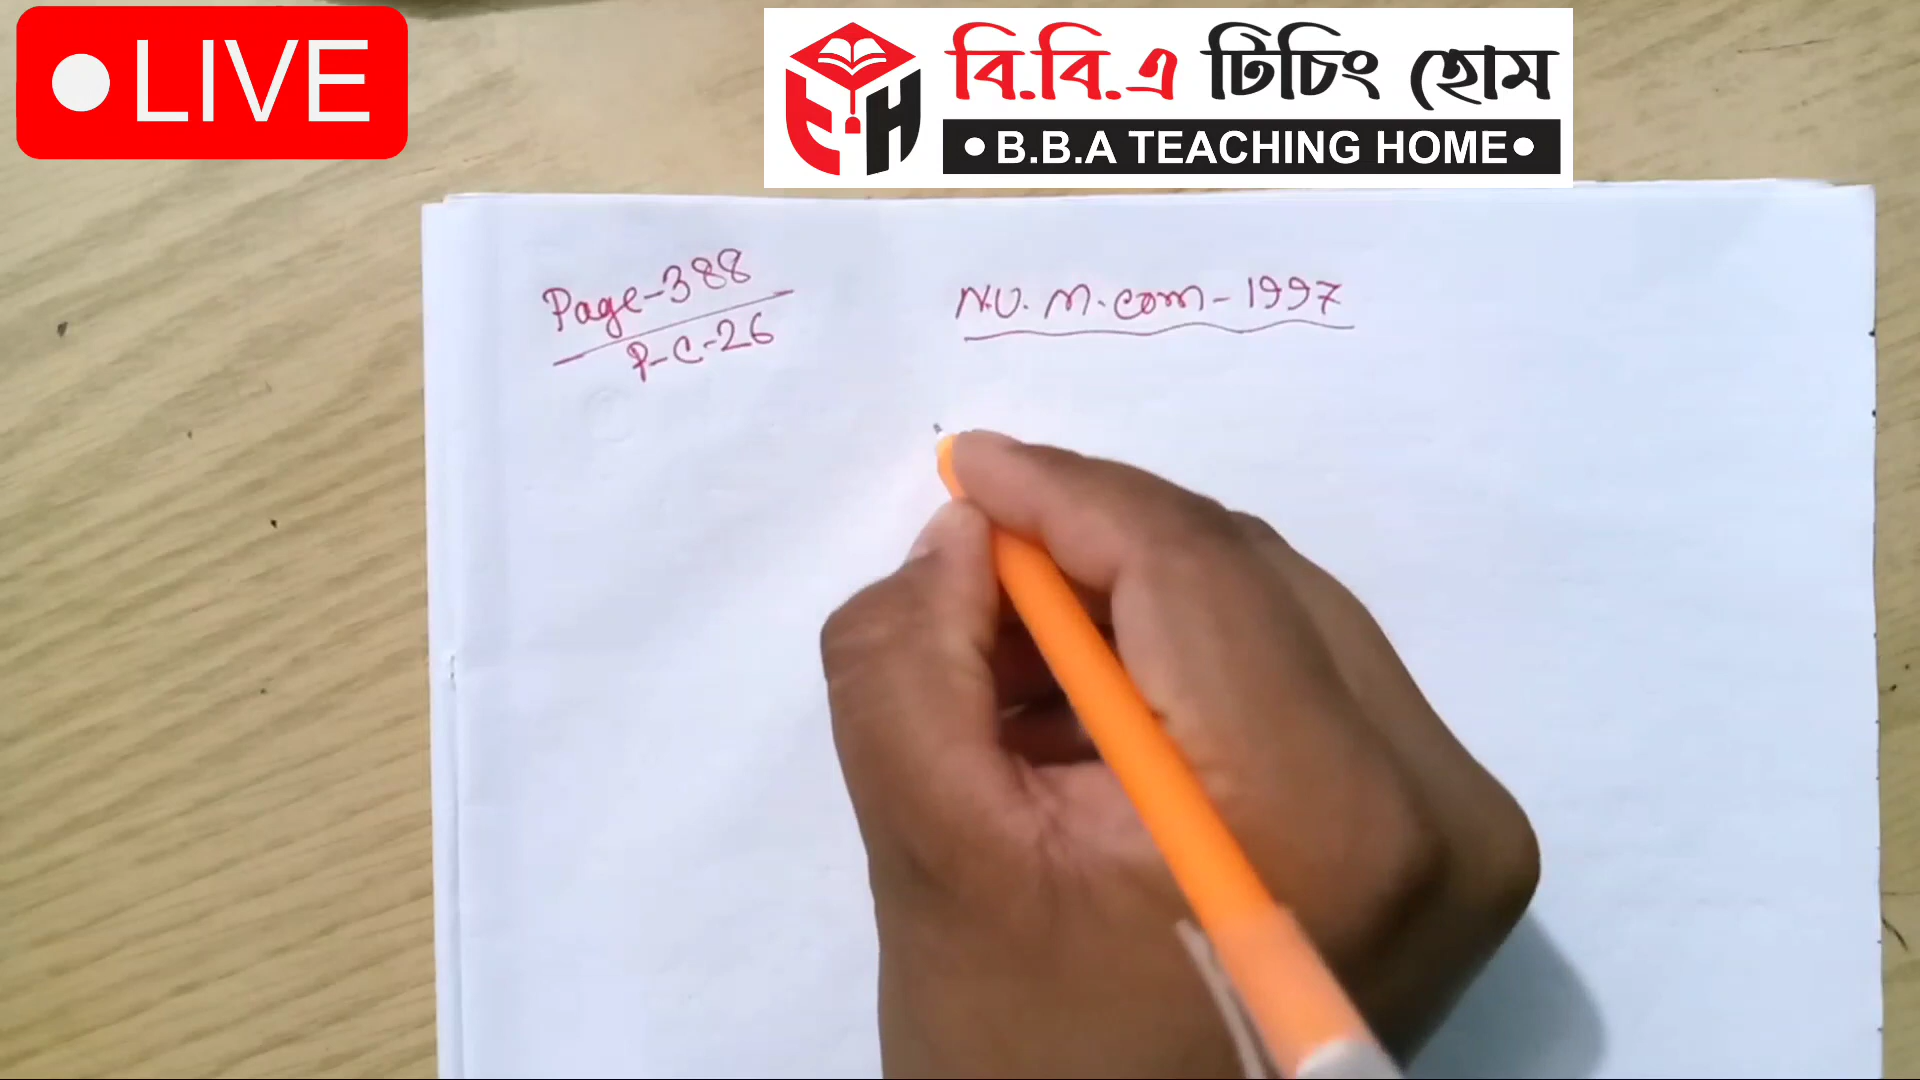 LIVE
বি.বি.এ টিচিং হোম
• B.B.A TEACHING HOME •
Page-388
P-C-26
N.U. M.com-1997